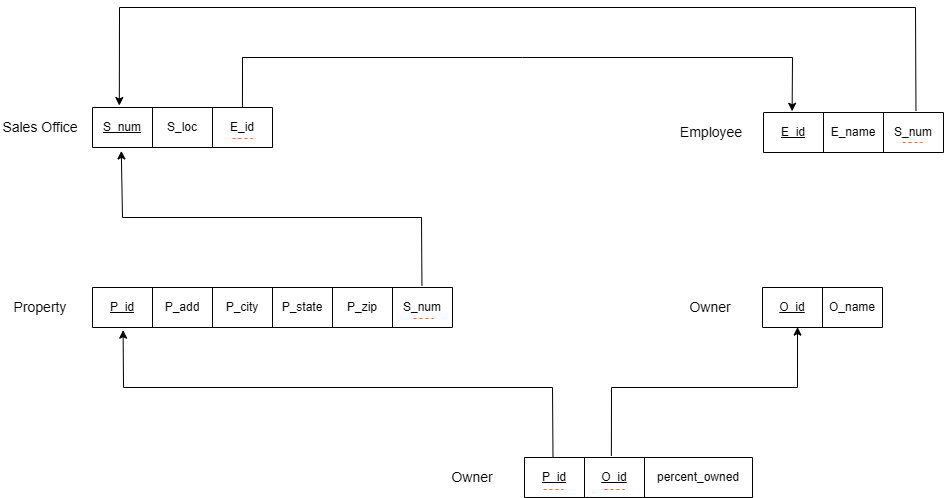 Sales Office
S_num
S_loc
E_id
Employee
E_id
E_name
S_num
Property
P_id
P_add
P_city
P_state
P_zip
S_num
Owner
O_id
O_name
Owner
P_id
O_id
percent_owned